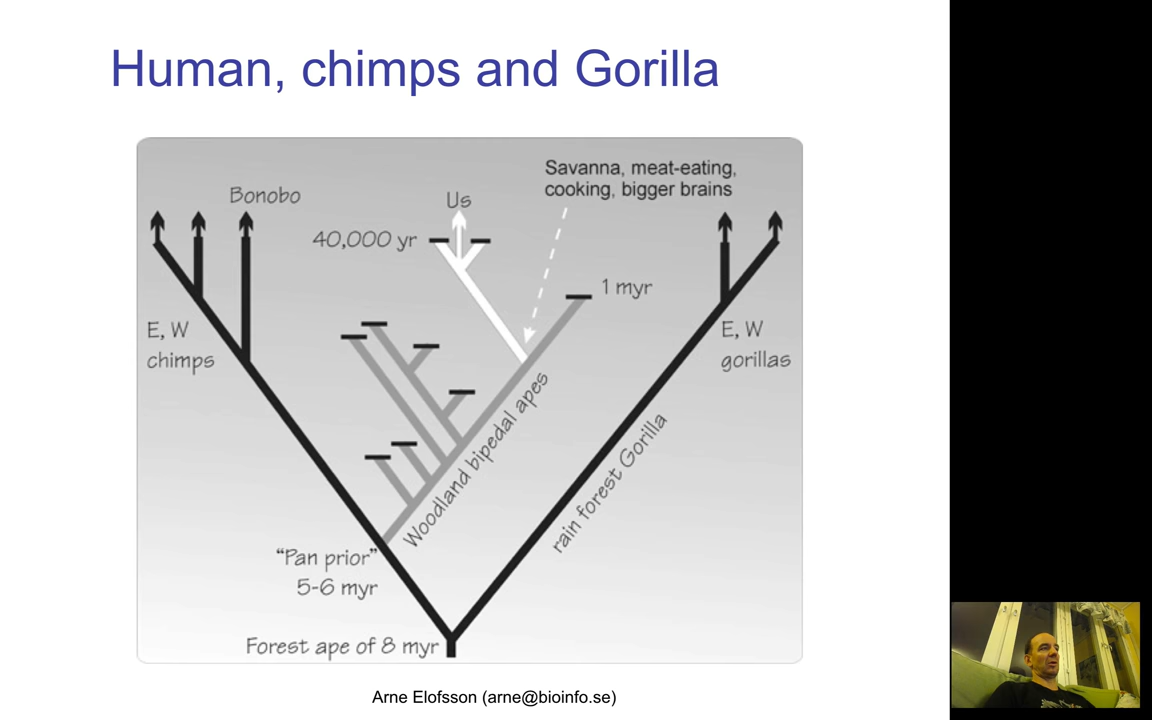 Human, chimps and Gorilla
Savanna, meat-eating,
cooking, bigger brains
Bonobo
Us
40,000 yr
1 myr
E, W
chimps
E, W
gorillas
Woodland bipedal apes
rain forest Gorilla
“Pan prior”
5-6 myr
Forest ape of 8 myr
Arne Elofsson (arne@bioinfo.se)